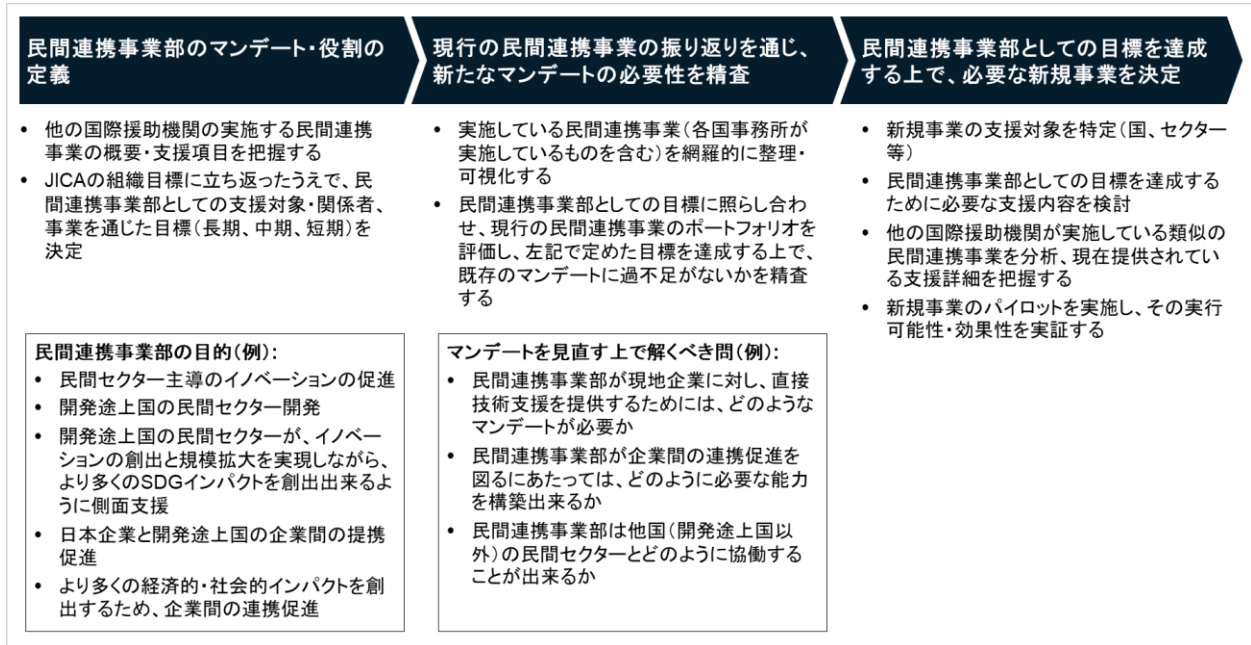 民間連携事業部のマンデート・役割の
定義
• 他の国際援助機関の実施する民間連携
事業の概要・支援項目を把握する
• JICAの組織目標に立ち返ったうえで、民
間連携事業部としての支援対象・関係者、
事業を通じた目標（長期、中期、短期）を
決定
民間連携事業部の目的（例）：
• 民間セクター主導のイノベーションの促進
• 開発途上国の民間セクター開発
• 開発途上国の民間セクターが、イノベー
ションの創出と規模拡大を実現しながら、
より多くのSDGインパクトを創出出来るよ
うに側面支援
• 日本企業と開発途上国の企業間の提携
促進
• より多くの経済的・社会的インパクトを創
出するため、企業間の連携促進
現行の民間連携事業の振り返りを通じ、
新たなマンデートの必要性を精査
• 実施している民間連携事業（各国事務所が
実施しているものを含む）を網羅的に整理・
可視化する
• 民間連携事業部としての目標に照らし合わ
せ、現行の民間連携事業のポートフォリオを
評価し、左記で定めた目標を達成する上で、
既存のマンデートに過不足がないかを精査
する
マンデートを見直す上で解くべき問（例）：
• 民間連携事業部が現地企業に対し、直接
技術支援を提供するためには、どのような
マンデートが必要か
• 民間連携事業部が企業間の連携促進を
図るにあたっては、どのように必要な能力
を構築出来るか
• 民間連携事業部は他国（開発途上国以
外）の民間セクターとどのように協働する
ことが出来るか
民間連携事業部としての目標を達成
する上で、必要な新規事業を決定
• 新規事業の支援対象を特定（国、セクター
等）
• 民間連携事業部としての目標を達成する
ために必要な支援内容を検討
• 他の国際援助機関が実施している類似の
民間連携事業を分析、現在提供されてい
る支援詳細を把握する
• 新規事業のパイロットを実施し、その実行
可能性・効果性を実証する